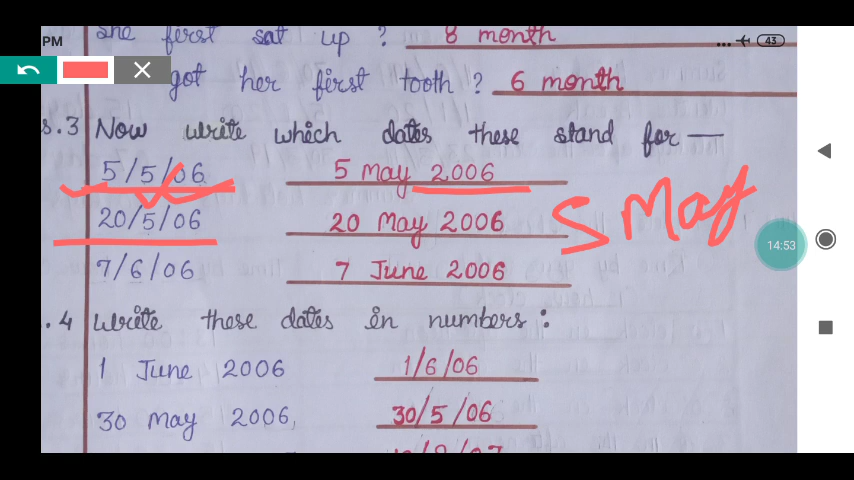 PM
... 43
she first sat up ? 8 month
got her first tooth ? 6 month
s.3 Now write which dates these stand for —
5/5/06 5 May 2006
20/5/06 20 May 2006
5 May
14:53
7/6/06 7 June 2006
.4 Write these dates in numbers :
1 June 2006 1/6/06
30 May 2006, 30/5/06